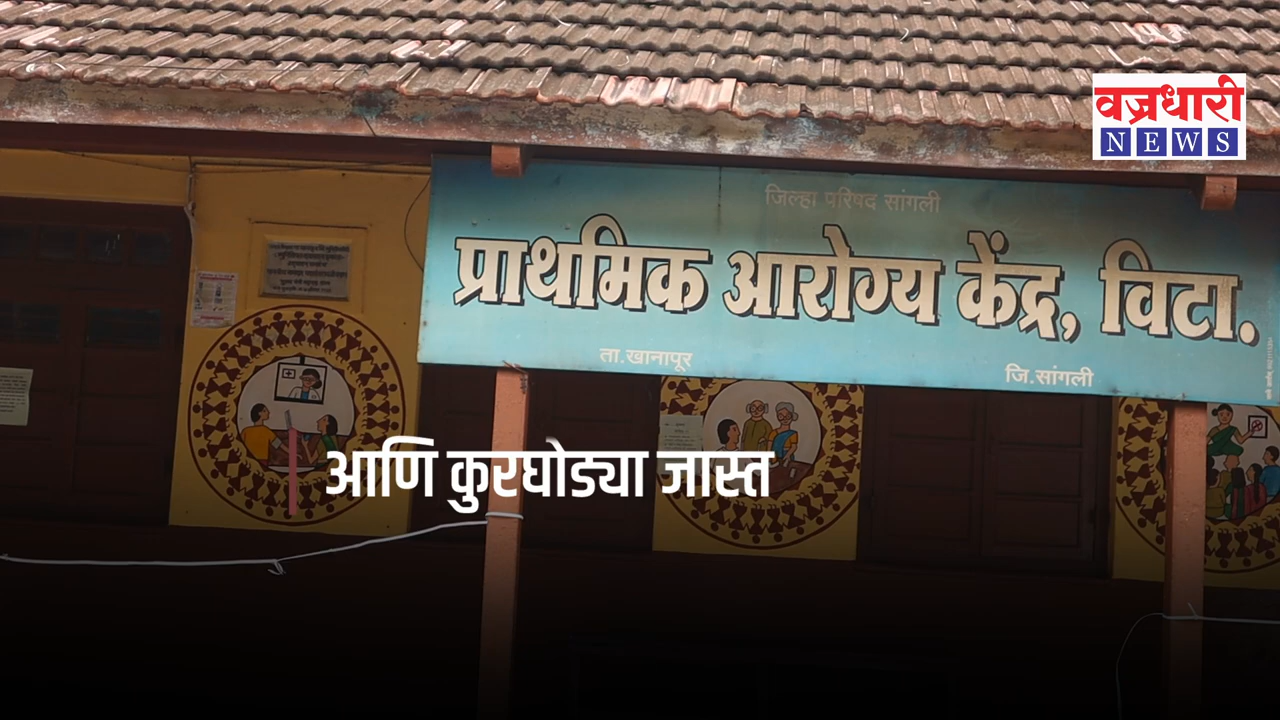 वज्रधारी
NEWS
जिल्हा परिषद सांगली
प्राथमिक आरोग्य केंद्र, विटा.
ता.खानापूर
जि.सांगली
आणि कुरघोड्या जास्त